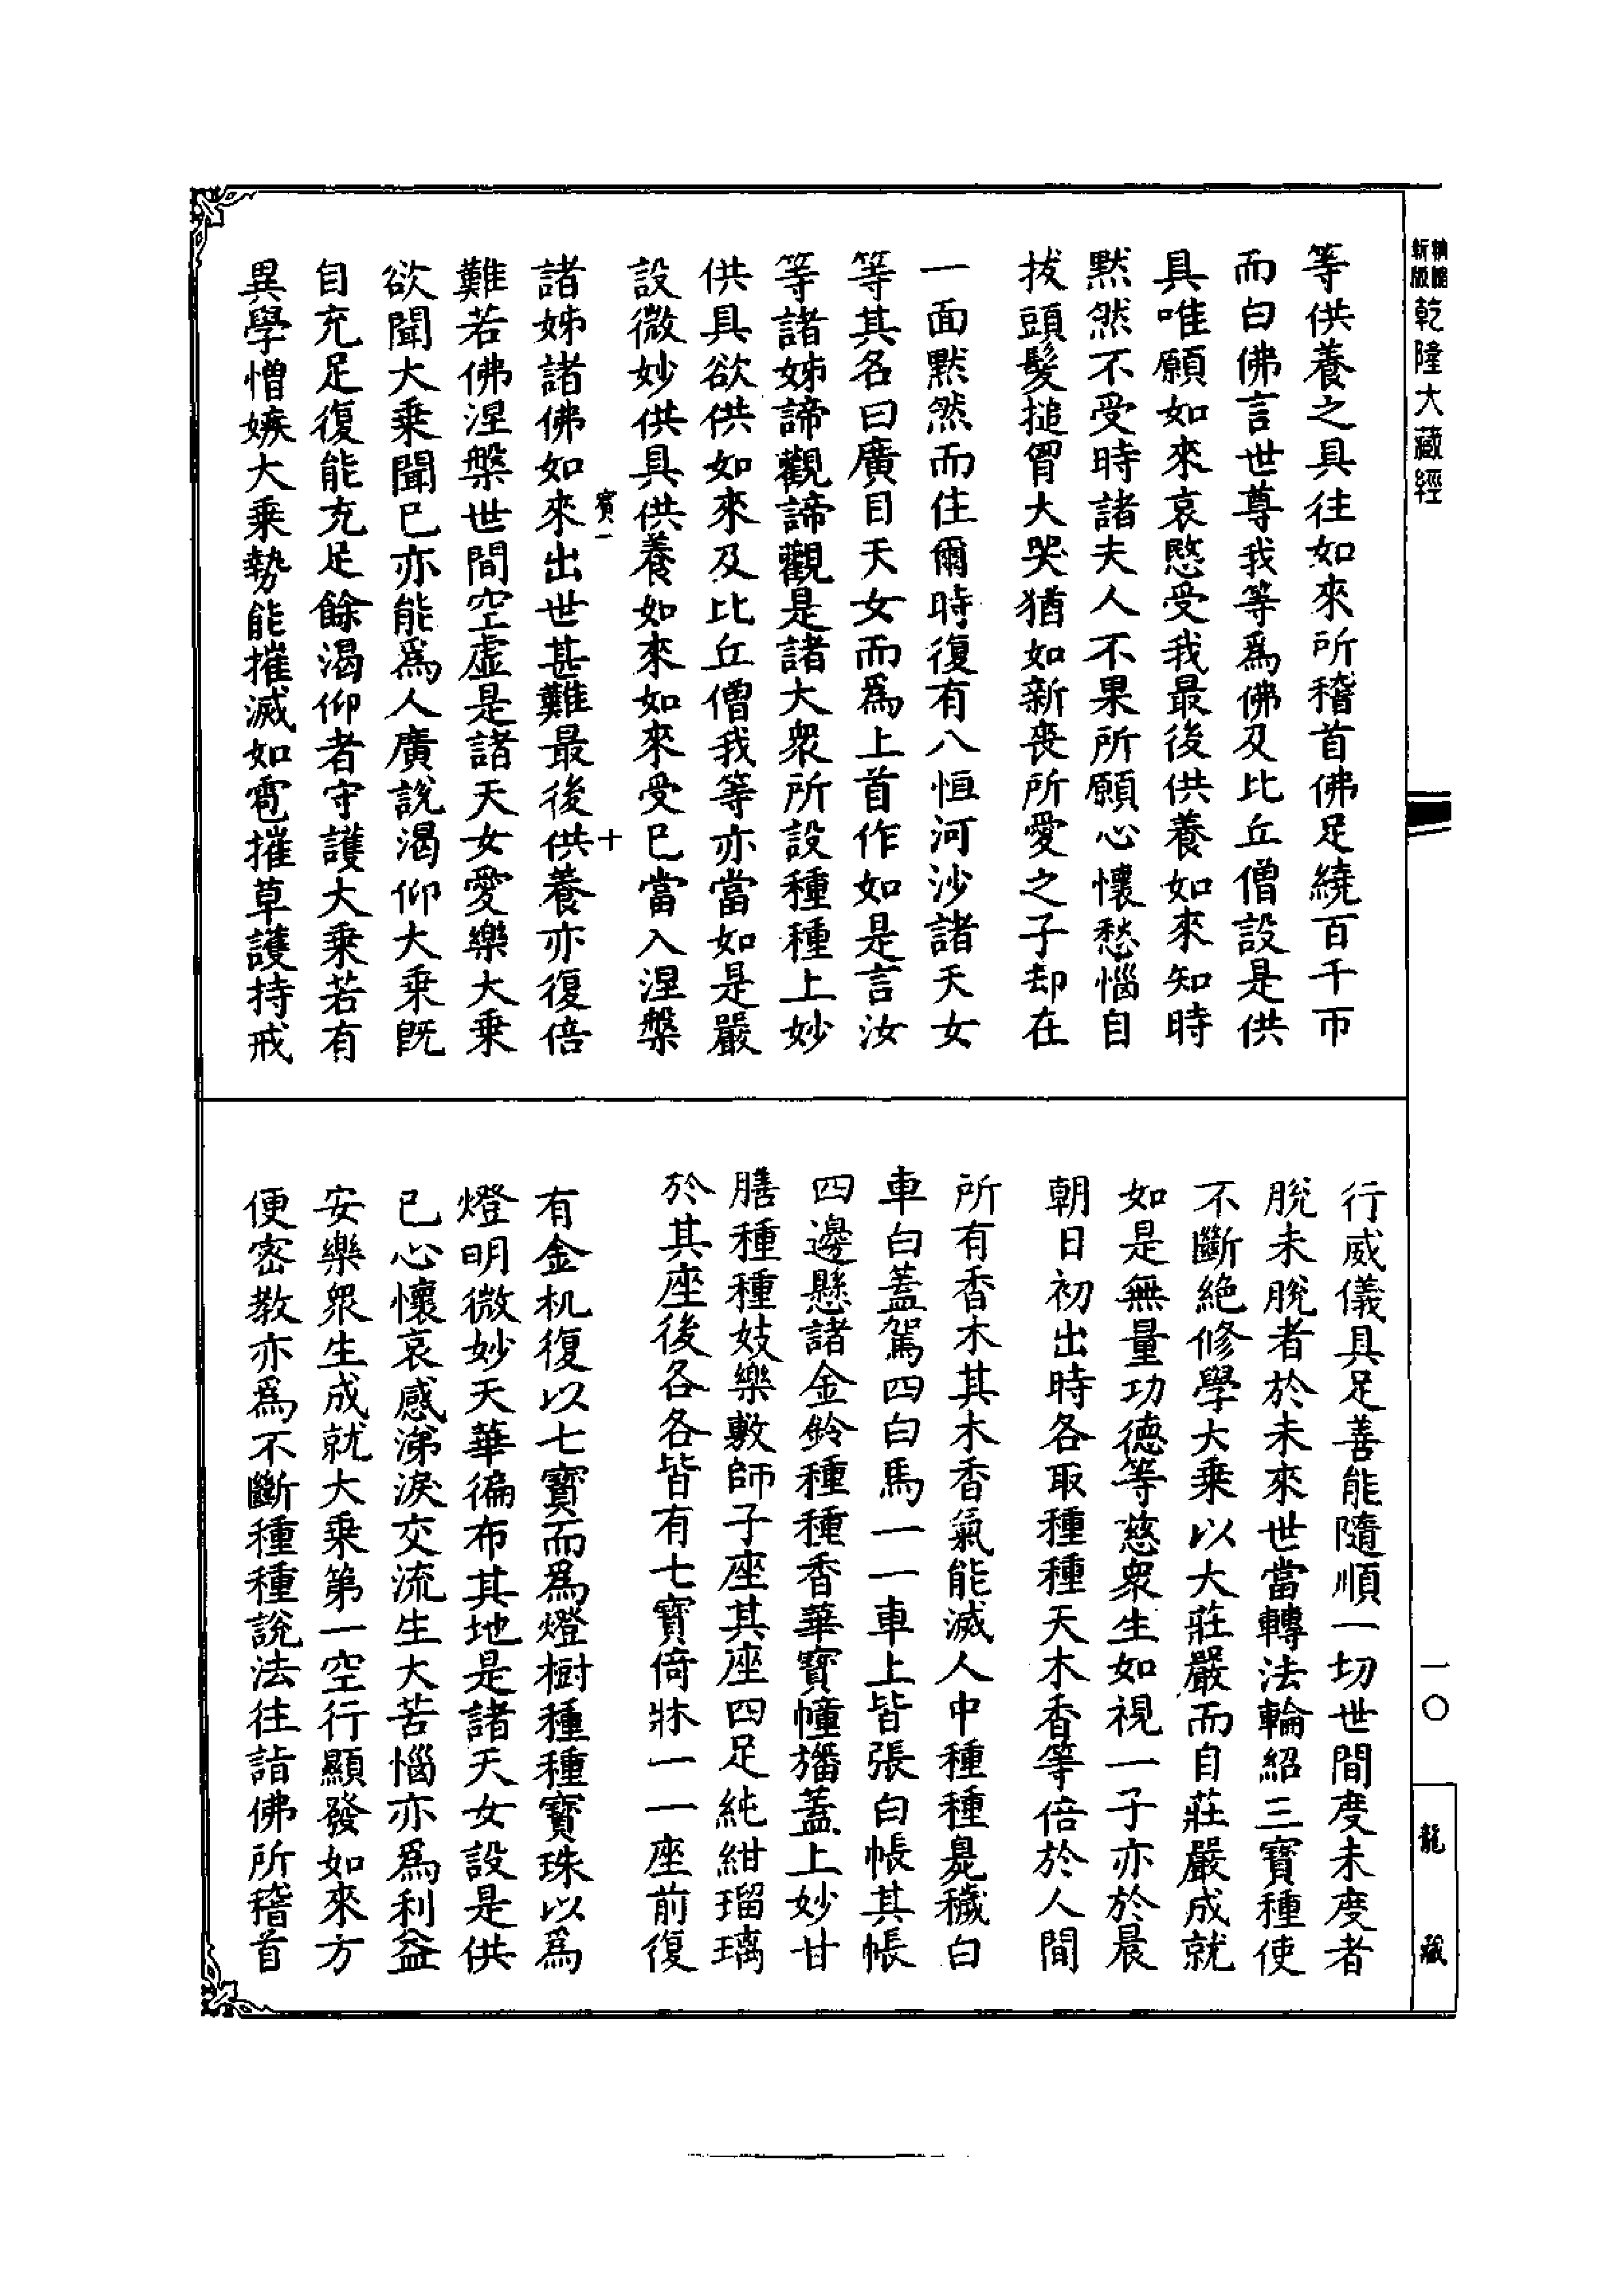 新版
精縮
乾隆大藏經
等供養之具往如來所稽首佛足繞百千帀
而白佛言世尊我等爲佛及比丘僧設是供
具唯願如來哀愍受我最後供養如來知時
默然不受時諸夫人不果所願心懷愁惱自
拔頭髮搥胷大哭猶如新喪所愛之子却在
一面默然而住爾時復有八恒河沙諸天女
等其名曰廣目天女而爲上首作如是言汝
等諸姊諦觀諦觀是諸大衆所設種種上妙
供具欲供如來及比丘僧我等亦當如是嚴
設微妙供具供養如來如來受已當入涅槃
寳一
十
諸姊諸佛如來出世甚難最後供養亦復倍
難若佛涅槃世間空虛是諸天女愛樂大乘
欲聞大乘聞已亦能爲人廣說渴仰大乘旣
自充足復能充足餘渴仰者守護大乘若有
異學憎嫉大乘勢能摧滅如雹摧草護持戒
行威儀具足善能隨順一切世間度未度者
脫未脫者於未來世當轉法輪紹三寳種使
不斷絶修學大乘以大莊嚴而自莊嚴成就
如是無量功德等慈衆生如視一子亦於晨
朝日初出時各取種種天木香等倍於人間
所有香木其木香氣能滅人中種種臭穢白
車白蓋駕四白馬一一車上皆張白帳其帳
四邊懸諸金鈴種種香華寳幢旛蓋上妙甘
膳種種妓樂敷師子座其座四足純紺瑠璃
於其座後各各皆有七寳倚牀一一座前復
有金机復以七寳而爲燈樹種種寳珠以爲
燈明微妙天華徧布其地是諸天女設是供
已心懷哀感涕淚交流生大苦惱亦爲利益
安樂衆生成就大乘第一空行顯發如來方
便密教亦爲不斷種種說法往詣佛所稽首
一〇
龍藏